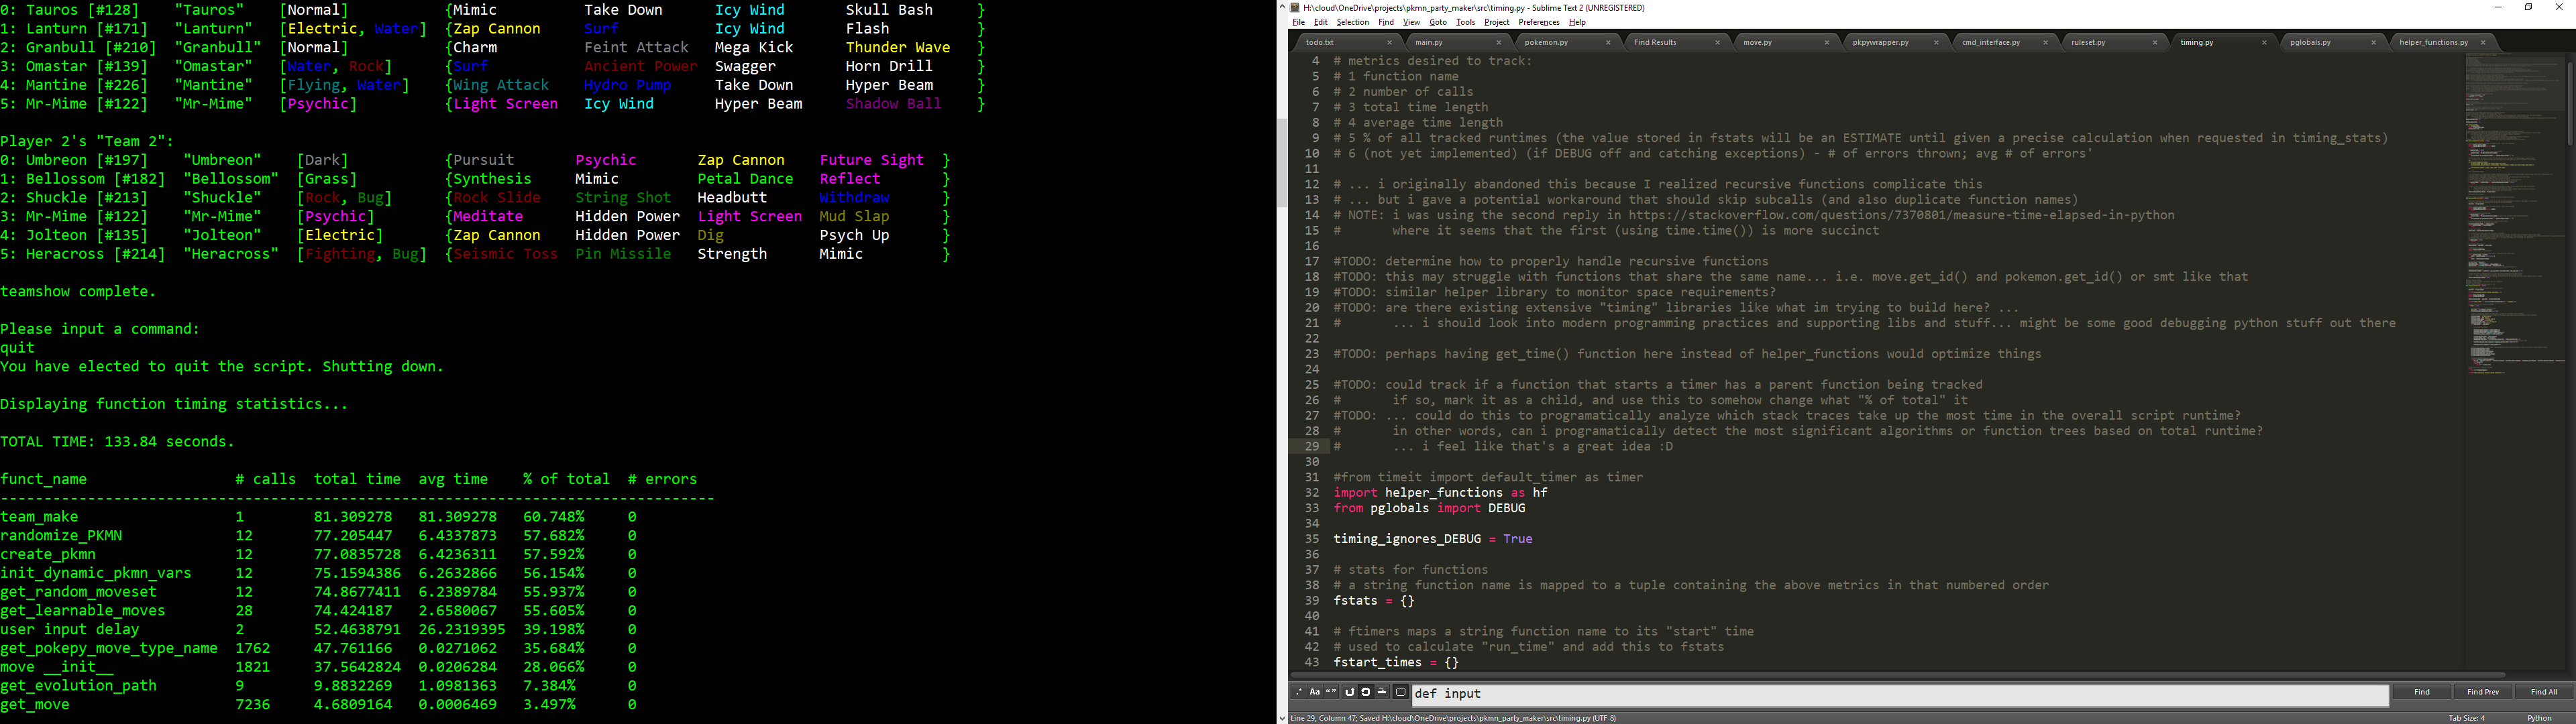 0: Tauros [#128] "Tauros" [Normal] {Mimic Take Down Icy Wind Skull Bash }
1: Lanturn [#171] "Lanturn" [Electric, Water] {Zap Cannon Surf Icy Wind Flash }
2: Granbull [#210] "Granbull" [Normal] {Charm Feint Attack Mega Kick Thunder Wave }
3: Omastar [#139] "Omastar" [Water, Rock] {Surf Ancient Power Swagger Horn Drill }
4: Mantine [#226] "Mantine" [Flying, Water] {Wing Attack Hydro Pump Take Down Hyper Beam }
5: Mr-Mime [#122] "Mr-Mime" [Psychic] {Light Screen Icy Wind Hyper Beam Shadow Ball }
Player 2's "Team 2":
0: Umbreon [#197] "Umbreon" [Dark] {Pursuit Psychic Zap Cannon Future Sight }
1: Bellossom [#182] "Bellossom" [Grass] {Synthesis Mimic Petal Dance Reflect }
2: Shuckle [#213] "Shuckle" [Rock, Bug] {Rock Slide String Shot Headbutt Withdraw }
3: Mr-Mime [#122] "Mr-Mime" [Psychic] {Meditate Hidden Power Light Screen Mud Slap }
4: Jolteon [#135] "Jolteon" [Electric] {Zap Cannon Hidden Power Dig Psych Up }
5: Heracross [#214] "Heracross" [Fighting, Bug] {Seismic Toss Pin Missile Strength Mimic }
teamshow complete.
Please input a command:
quit
You have elected to quit the script. Shutting down.
Displaying function timing statistics...
TOTAL TIME: 133.84 seconds.
funct_name # calls total time avg time % of total # errors
----------------------------------------------------------------------------------
team_make 1 81.309278 81.309278 60.748% 0
randomize_PKMN 12 77.205447 6.4337873 57.682% 0
create_pkmn 12 77.0835728 6.4236311 57.592% 0
init_dynamic_pkmn_vars 12 75.1594386 6.2632866 56.154% 0
get_random_moveset 12 74.8677411 6.2389784 55.937% 0
get_learnable_moves 28 74.424187 2.6580067 55.605% 0
user input delay 2 52.4638791 26.2319395 39.198% 0
get_pokepy_move_type_name 1762 47.761166 0.0271062 35.684% 0
move __init__ 1821 37.5642824 0.0206284 28.066% 0
get_evolution_path 9 9.8832269 1.0981363 7.384% 0
get_move 7236 4.6809164 0.0006469 3.497% 0
H:\cloud\OneDrive\projects\pkmn_party_maker\src\timing.py - Sublime Text 2 (UNREGISTERED)
File Edit Selection Find View Goto Tools Project Preferences Help
todo.txt main.py pokemon.py Find Results move.py pkpywrapper.py cmd_interface.py ruleset.py timing.py pglobals.py helper_functions.py
4 # metrics desired to track:
5 # 1 function name
6 # 2 number of calls
7 # 3 total time length
8 # 4 average time length
9 # 5 % of all tracked runtimes (the value stored in fstats will be an ESTIMATE until given a precise calculation when requested in timing_stats)
10 # 6 (not yet implemented) (if DEBUG off and catching exceptions) - # of errors thrown; avg # of errors'
11
12 # ... i originally abandoned this because I realized recursive functions complicate this
13 # ... but i gave a potential workaround that should skip subcalls (and also duplicate function names)
14 # NOTE: i was using the second reply in https://stackoverflow.com/questions/7370801/measure-time-elapsed-in-python
15 # where it seems that the first (using time.time()) is more succinct
16
17 #TODO: determine how to properly handle recursive functions
18 #TODO: this may struggle with functions that share the same name... i.e. move.get_id() and pokemon.get_id() or smt like that
19 #TODO: similar helper library to monitor space requirements?
20 #TODO: are there existing extensive "timing" libraries like what im trying to build here? ...
21 # ... i should look into modern programming practices and supporting libs and stuff... might be some good debugging python stuff out there
22
23 #TODO: perhaps having get_time() function here instead of helper_functions would optimize things
24
25 #TODO: could track if a function that starts a timer has a parent function being tracked
26 # if so, mark it as a child, and use this to somehow change what "% of total" it
27 #TODO: ... could do this to programatically analyze which stack traces take up the most time in the overall script runtime?
28 # in other words, can i programatically detect the most significant algorithms or function trees based on total runtime?
29 # ... i feel like that's a great idea :D
30
31 #from timeit import default_timer as timer
32 import helper_functions as hf
33 from pglobals import DEBUG
34
35 timing_ignores_DEBUG = True
36
37 # stats for functions
38 # a string function name is mapped to a tuple containing the above metrics in that numbered order
39 fstats = {}
40
41 # ftimers maps a string function name to its "start" time
42 # used to calculate "run_time" and add this to fstats
43 fstart_times = {}
.* Aa “” def input Find Find Prev Find All
Line 29, Column 47; Saved H:\cloud\OneDrive\projects\pkmn_party_maker\src\timing.py (UTF-8) Tab Size: 4 Python